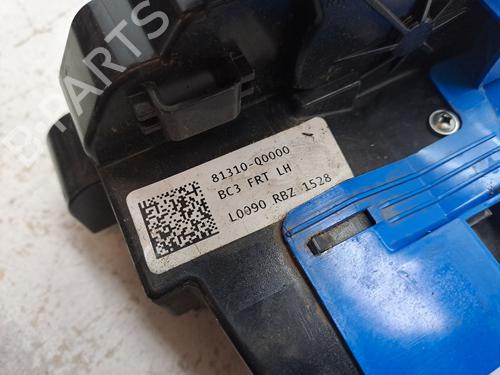 81310-Q0000
BC3 FRT LH
L0090 RBZ 1528
B-PARTS